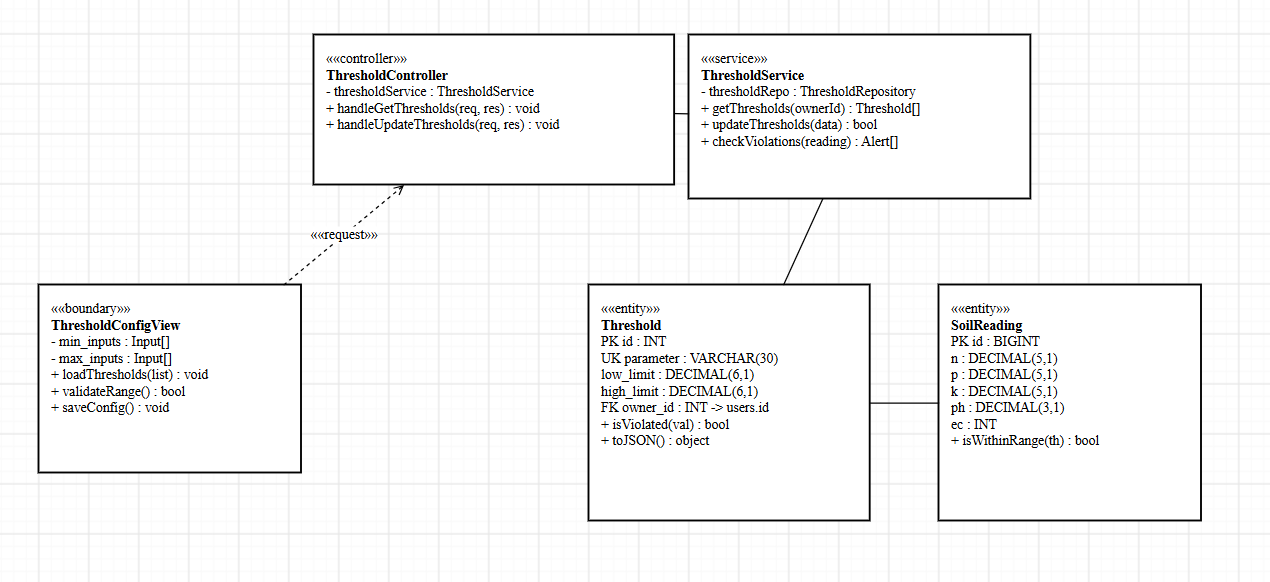 ««controller»»
ThresholdController
- thresholdService : ThresholdService
+ handleGetThresholds(req, res) : void
+ handleUpdateThresholds(req, res) : void
««service»»
ThresholdService
- thresholdRepo : ThresholdRepository
+ getThresholds(ownerId) : Threshold[]
+ updateThresholds(data) : bool
+ checkViolations(reading) : Alert[]
««request»»
««boundary»»
ThresholdConfigView
- min_inputs : Input[]
- max_inputs : Input[]
+ loadThresholds(list) : void
+ validateRange() : bool
+ saveConfig() : void
««entity»»
Threshold
PK id : INT
UK parameter : VARCHAR(30)
low_limit : DECIMAL(6,1)
high_limit : DECIMAL(6,1)
FK owner_id : INT -> users.id
+ isViolated(val) : bool
+ toJSON() : object
««entity»»
SoilReading
PK id : BIGINT
n : DECIMAL(5,1)
p : DECIMAL(5,1)
k : DECIMAL(5,1)
ph : DECIMAL(3,1)
ec : INT
+ isWithinRange(th) : bool